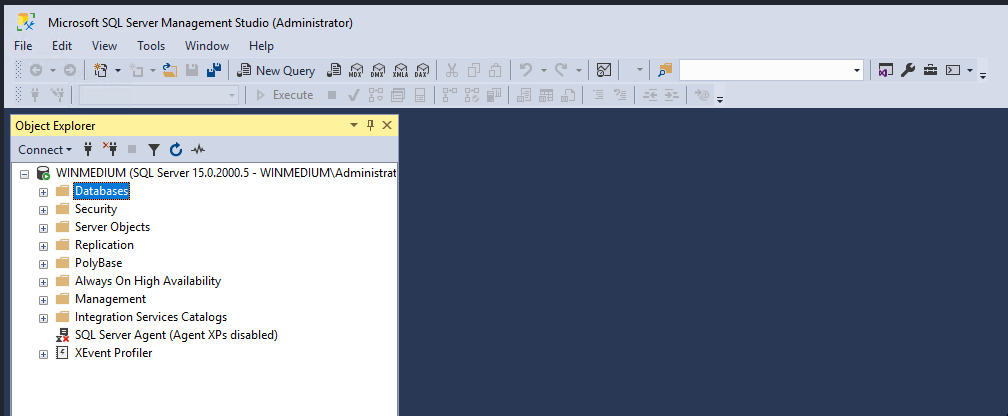 Microsoft SQL Server Management Studio (Administrator)
File Edit View Tools Window Help
New Query MDX DMX XMLA DAX
Execute
Object Explorer
Connect
WINMEDIUM (SQL Server 15.0.2000.5 - WINMEDIUM\Administrat
Databases
Security
Server Objects
Replication
PolyBase
Always On High Availability
Management
Integration Services Catalogs
SQL Server Agent (Agent XPs disabled)
XEvent Profiler